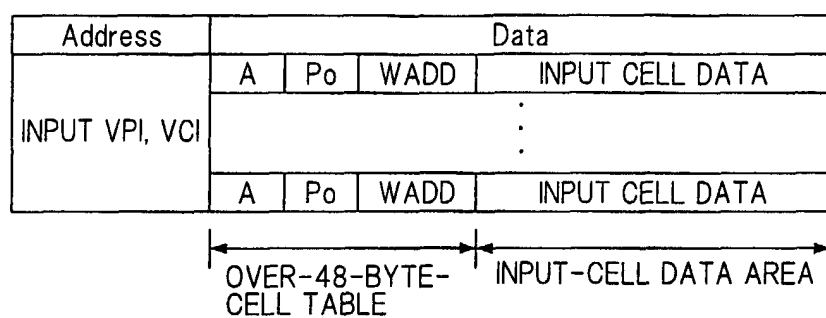 Address Data
A Po WADD INPUT CELL DATA
INPUT VPI, VCI
A Po WADD INPUT CELL DATA
OVER-48-BYTE-
CELL TABLE
INPUT-CELL DATA AREA